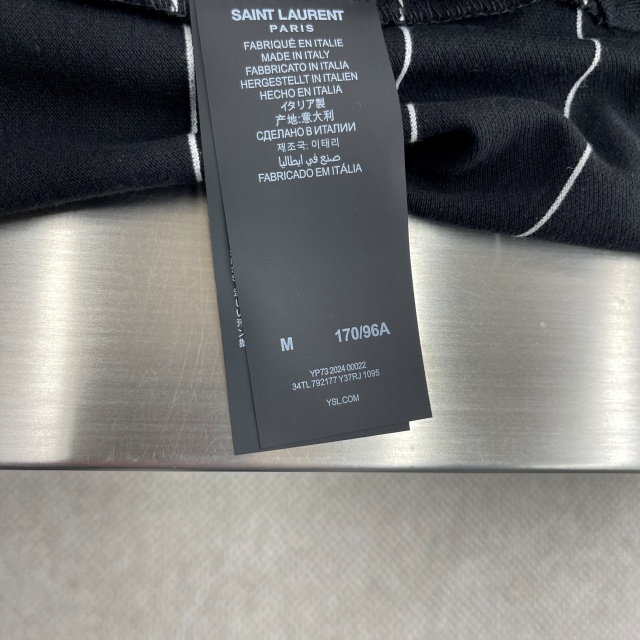 SAINT LAURENT
PARIS
FABRIQUÉ EN ITALIE
MADE IN ITALY
FABBRICATO IN ITALIA
HERGESTELLT IN ITALIEN
HECHO EN ITALIA
イタリア製
产地:意大利
СДЕЛАНО В ИТАЛИИ
제조국: 이태리
صنع في ايطاليا
FABRICADO EM ITÁLIA
M 170/96A
YP73 2024 00022
34TL 792177 Y37RJ 1095
YSL.COM